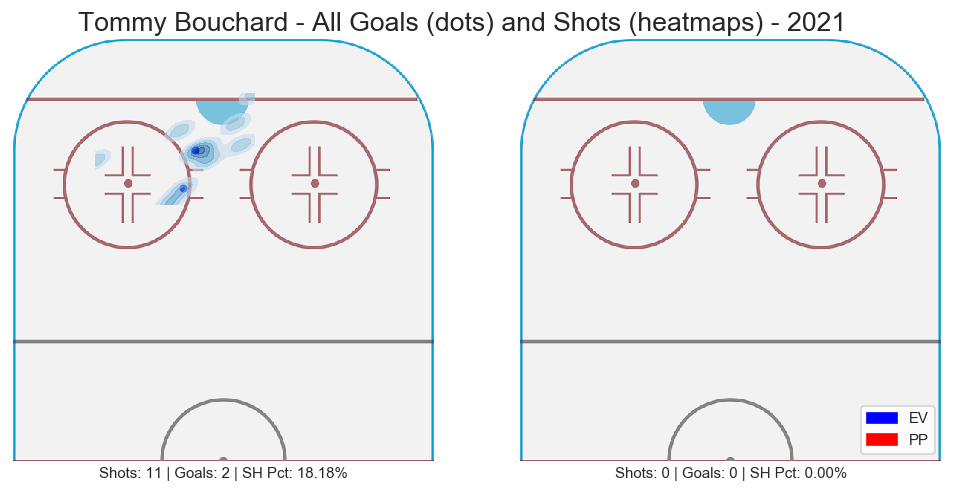 Tommy Bouchard - All Goals (dots) and Shots (heatmaps) - 2021
EV
PP
Shots: 11 | Goals: 2 | SH Pct: 18.18%
Shots: 0 | Goals: 0 | SH Pct: 0.00%